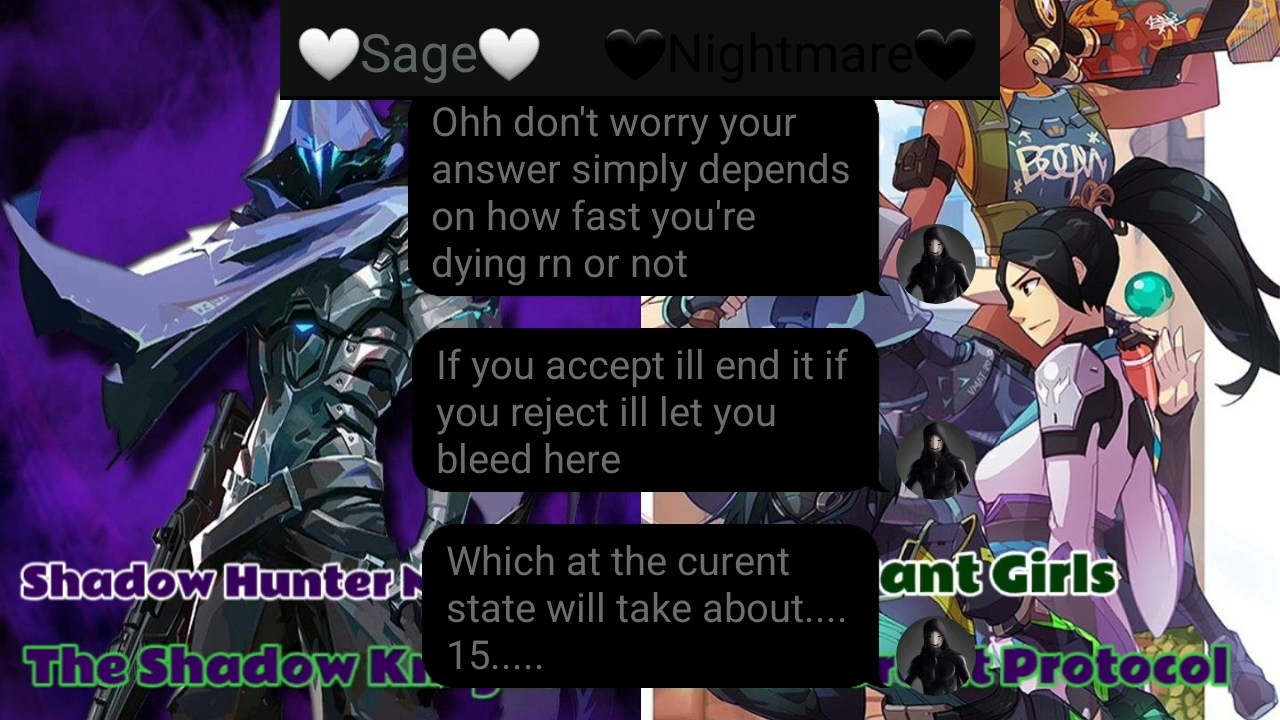 🤍Sage🤍 🖤Nightmare🖤
Ohh don't worry your
answer simply depends
on how fast you're
dying rn or not
If you accept ill end it if
you reject ill let you
bleed here
Which at the curent
state will take about....
15.....
BOOM
Shadow Hunter
ant Girls
The Shadow
Protocol